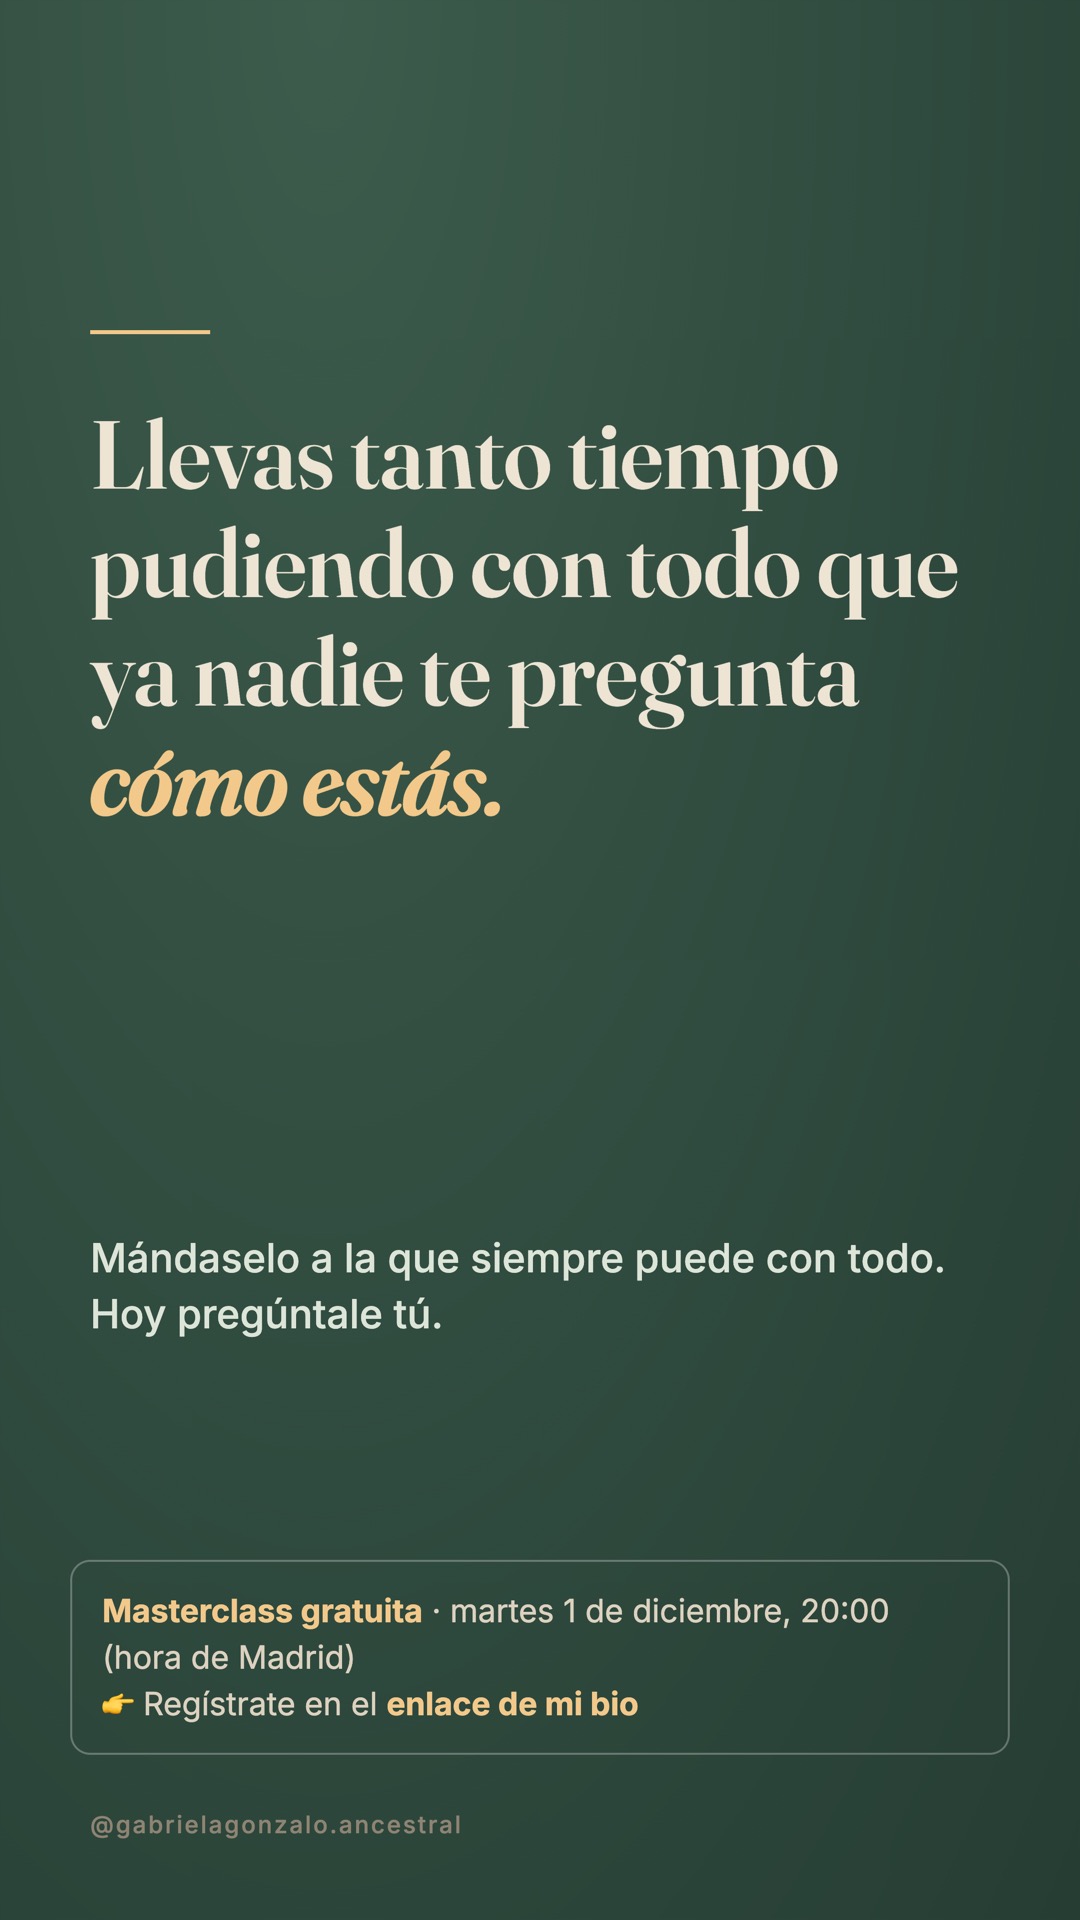 Llevas tanto tiempo
pudiendo con todo que
ya nadie te pregunta
cómo estás.
Mándaselo a la que siempre puede con todo.
Hoy pregúntale tú.
Masterclass gratuita · martes 1 de diciembre, 20:00
(hora de Madrid)
👉 Regístrate en el enlace de mi bio
@gabrielagonzalo.ancestral